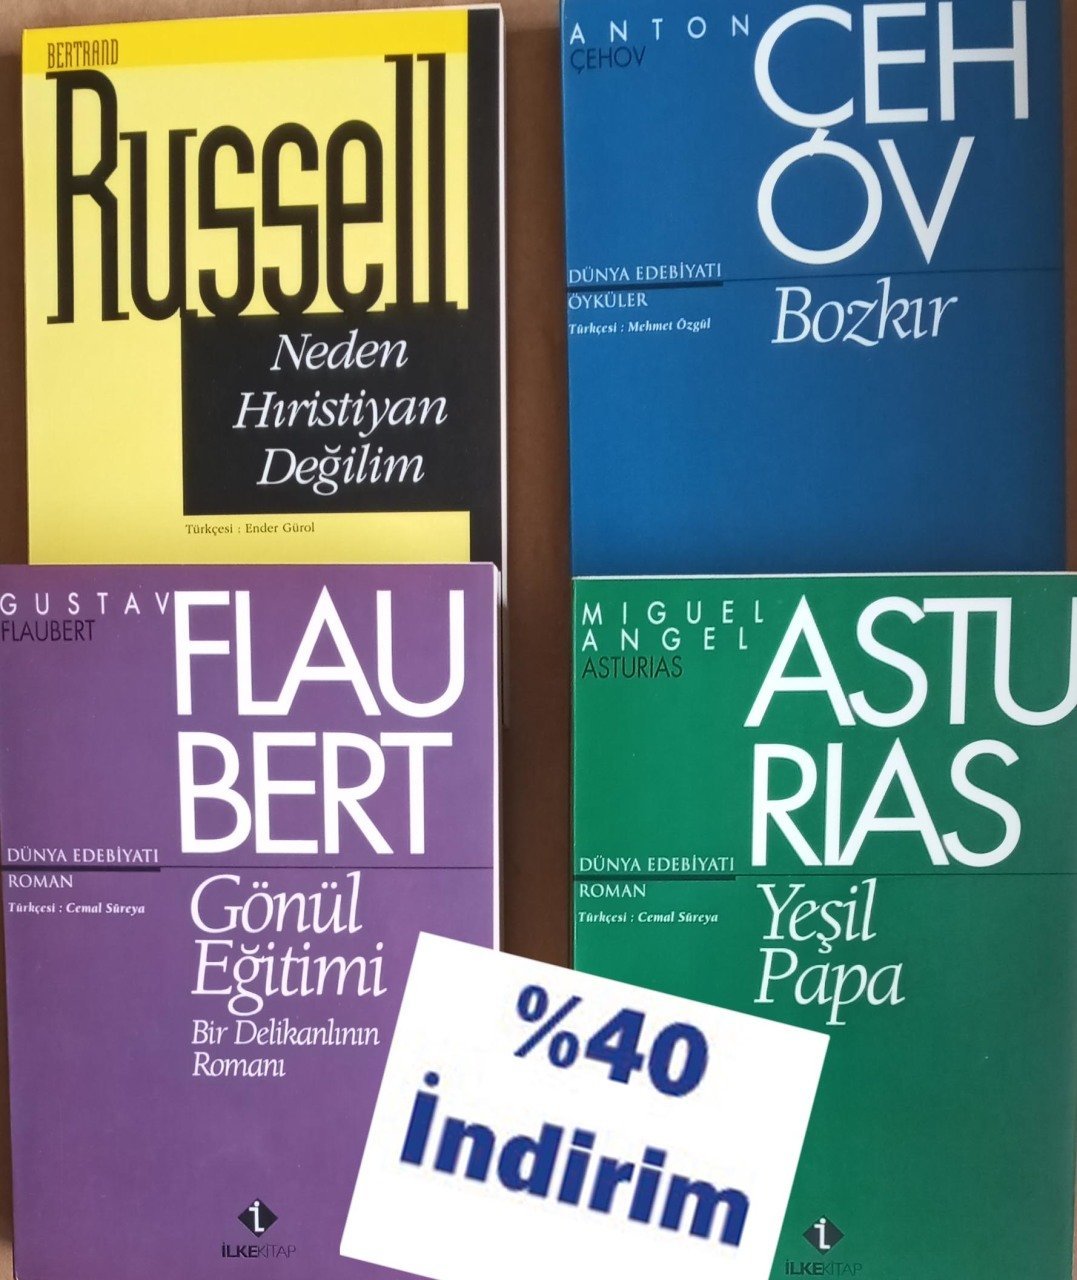 BERTRAND
Russell
Neden
Hıristiyan
Değilim
Türkçesi : Ender Gürol
ANTON
ÇEHOV
ÇEH
OV
DÜNYA EDEBİYATI
ÖYKÜLER
Türkçesi : Mehmet Özgül
Bozkır
GUSTAV
FLAUBERT
FLAU
BERT
DÜNYA EDEBİYATI
ROMAN
Türkçesi : Cemal Süreya
Gönül
Eğitimi
Bir Delikanlının
Romanı
İLKEKİTAP
MIGUEL
ANGEL
ASTURIAS
ASTU
RIAS
DÜNYA EDEBİYATI
ROMAN
Türkçesi : Cemal Süreya
Yeşil
Papa
İLKEKİTAP
%40
İndirim